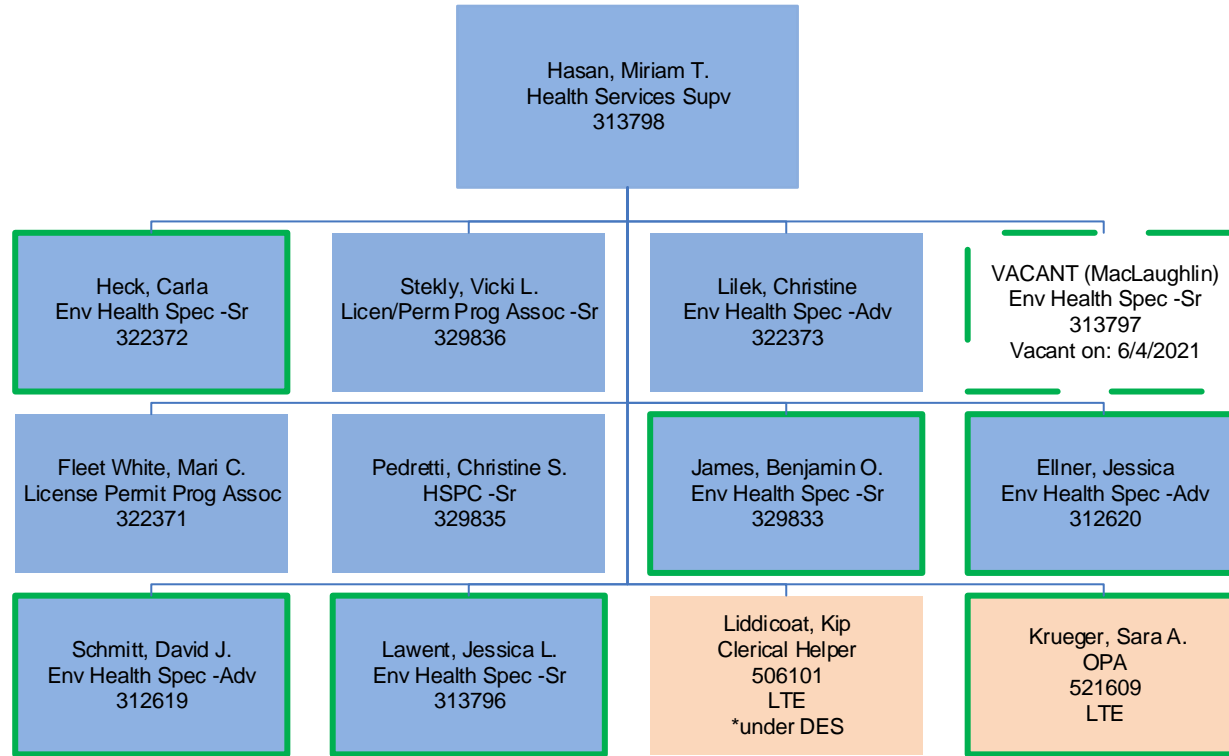 Hasan, Miriam T.
Health Services Supv
313798
Heck, Carla
Env Health Spec -Sr
322372
Stekly, Vicki L.
Licen/Perm Prog Assoc -Sr
329836
Lilek, Christine
Env Health Spec -Adv
322373
VACANT (MacLaughlin)
Env Health Spec -Sr
313797
Vacant on: 6/4/2021
Fleet White, Mari C.
License Permit Prog Assoc
322371
Pedretti, Christine S.
HSPC -Sr
329835
James, Benjamin O.
Env Health Spec -Sr
329833
Ellner, Jessica
Env Health Spec -Adv
312620
Schmitt, David J.
Env Health Spec -Adv
312619
Lawent, Jessica L.
Env Health Spec -Sr
313796
Liddicoat, Kip
Clerical Helper
506101
LTE
*under DES
Krueger, Sara A.
OPA
521609
LTE